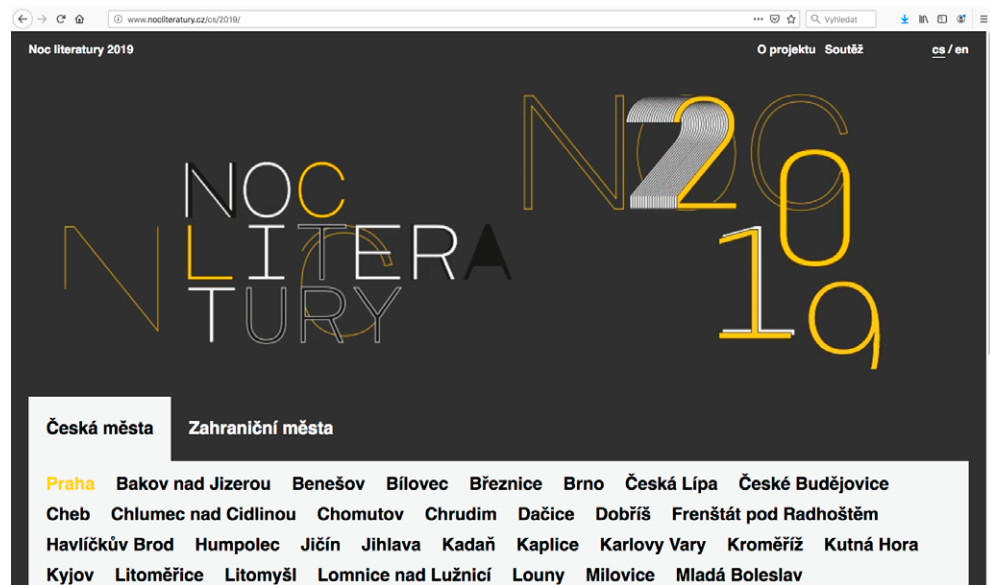 www.nocliteratury.cz/cs/2019/
Vyhledat
Noc literatury 2019
O projektu Soutěž
cs / en
NOC
LITERA
TURY
NOC
2019
Česká města
Zahraniční města
Praha Bakov nad Jizerou Benešov Bílovec Březnice Brno Česká Lípa České Budějovice
Cheb Chlumec nad Cidlinou Chomutov Chrudim Dačice Dobříš Frenštát pod Radhoštěm
Havlíčkův Brod Humpolec Jičín Jihlava Kadaň Kaplice Karlovy Vary Kroměříž Kutná Hora
Kyjov Litoměřice Litomyšl Lomnice nad Lužnicí Louny Milovice Mladá Boleslav